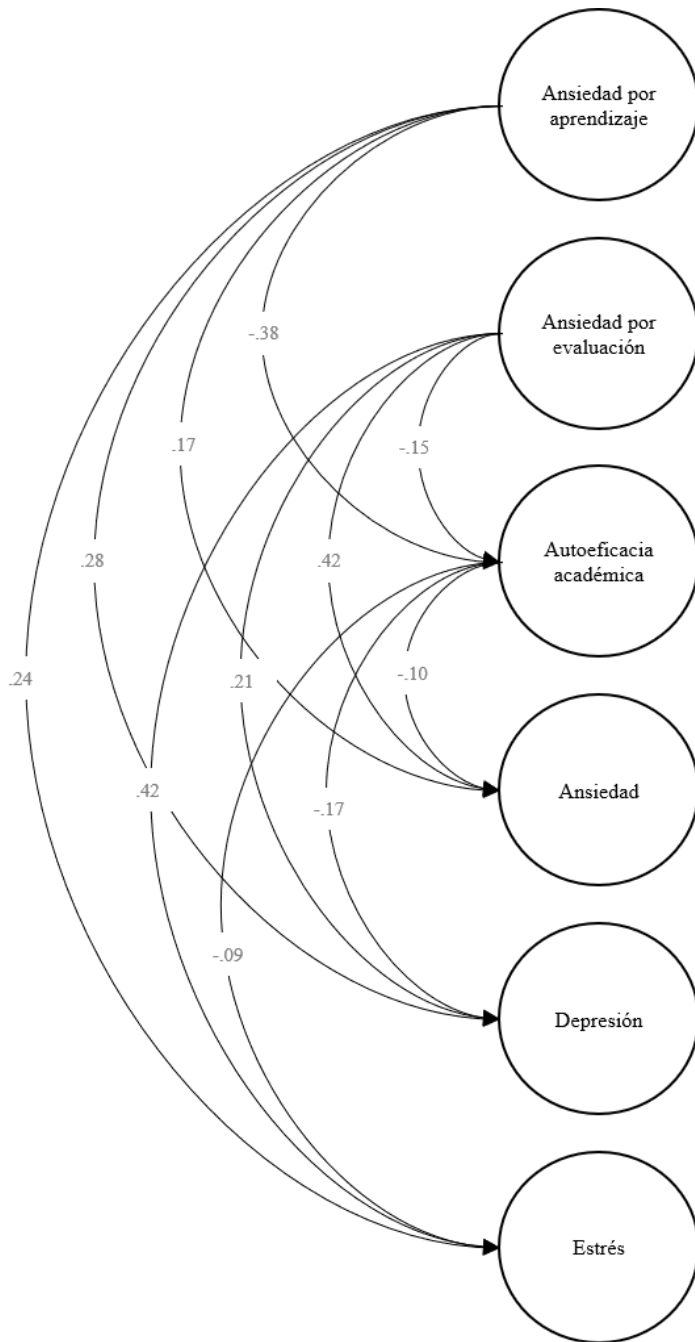 Ansiedad por
aprendizaje
-.38
Ansiedad por
evaluación
.17
-.15
.28
.42
Autoeficacia
académica
.24
.21
-.10
.42
-.17
Ansiedad
-.09
Depresión
Estrés